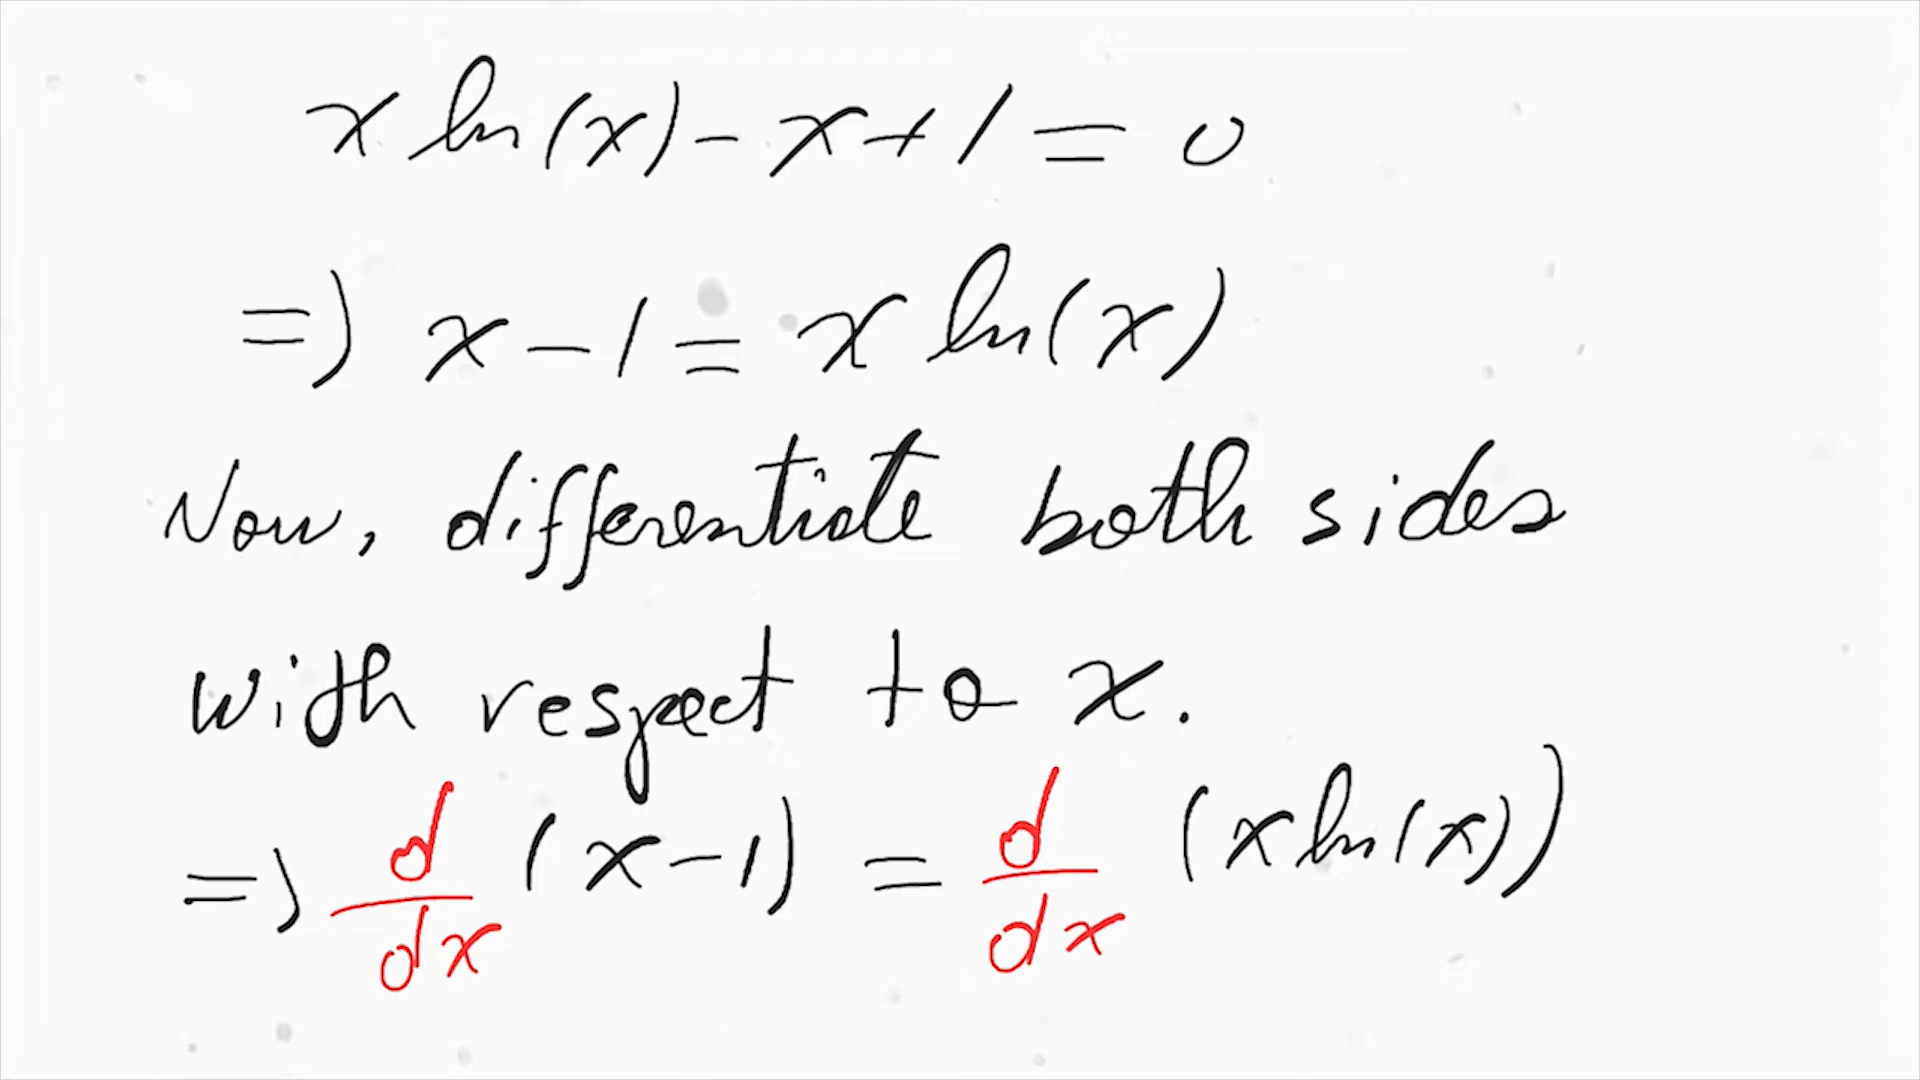 x ln(x) - x + 1 = 0
=> x - 1 = x ln(x)
Now, differentiate both sides
with respect to x.
=> d/dx (x-1) = d/dx (x ln(x))